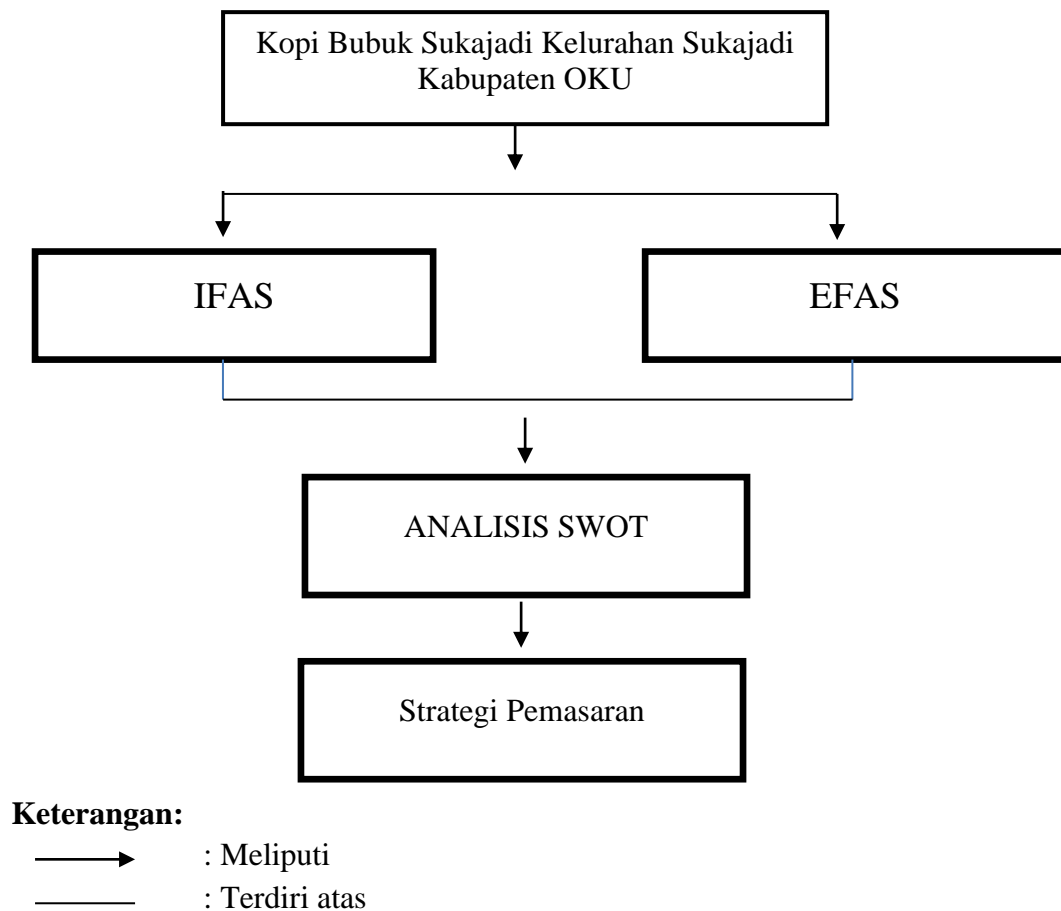 Kopi Bubuk Sukajadi Kelurahan Sukajadi
Kabupaten OKU
IFAS
EFAS
ANALISIS SWOT
Strategi Pemasaran
Keterangan:
: Meliputi
: Terdiri atas